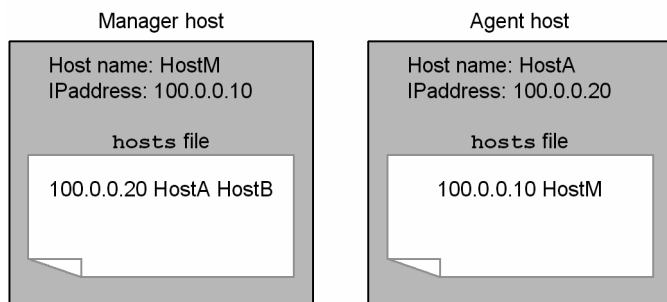 Manager host
Host name: HostM
IPaddress: 100.0.0.10
hosts file
100.0.0.20 HostA HostB
Agent host
Host name: HostA
IPaddress: 100.0.0.20
hosts file
100.0.0.10 HostM